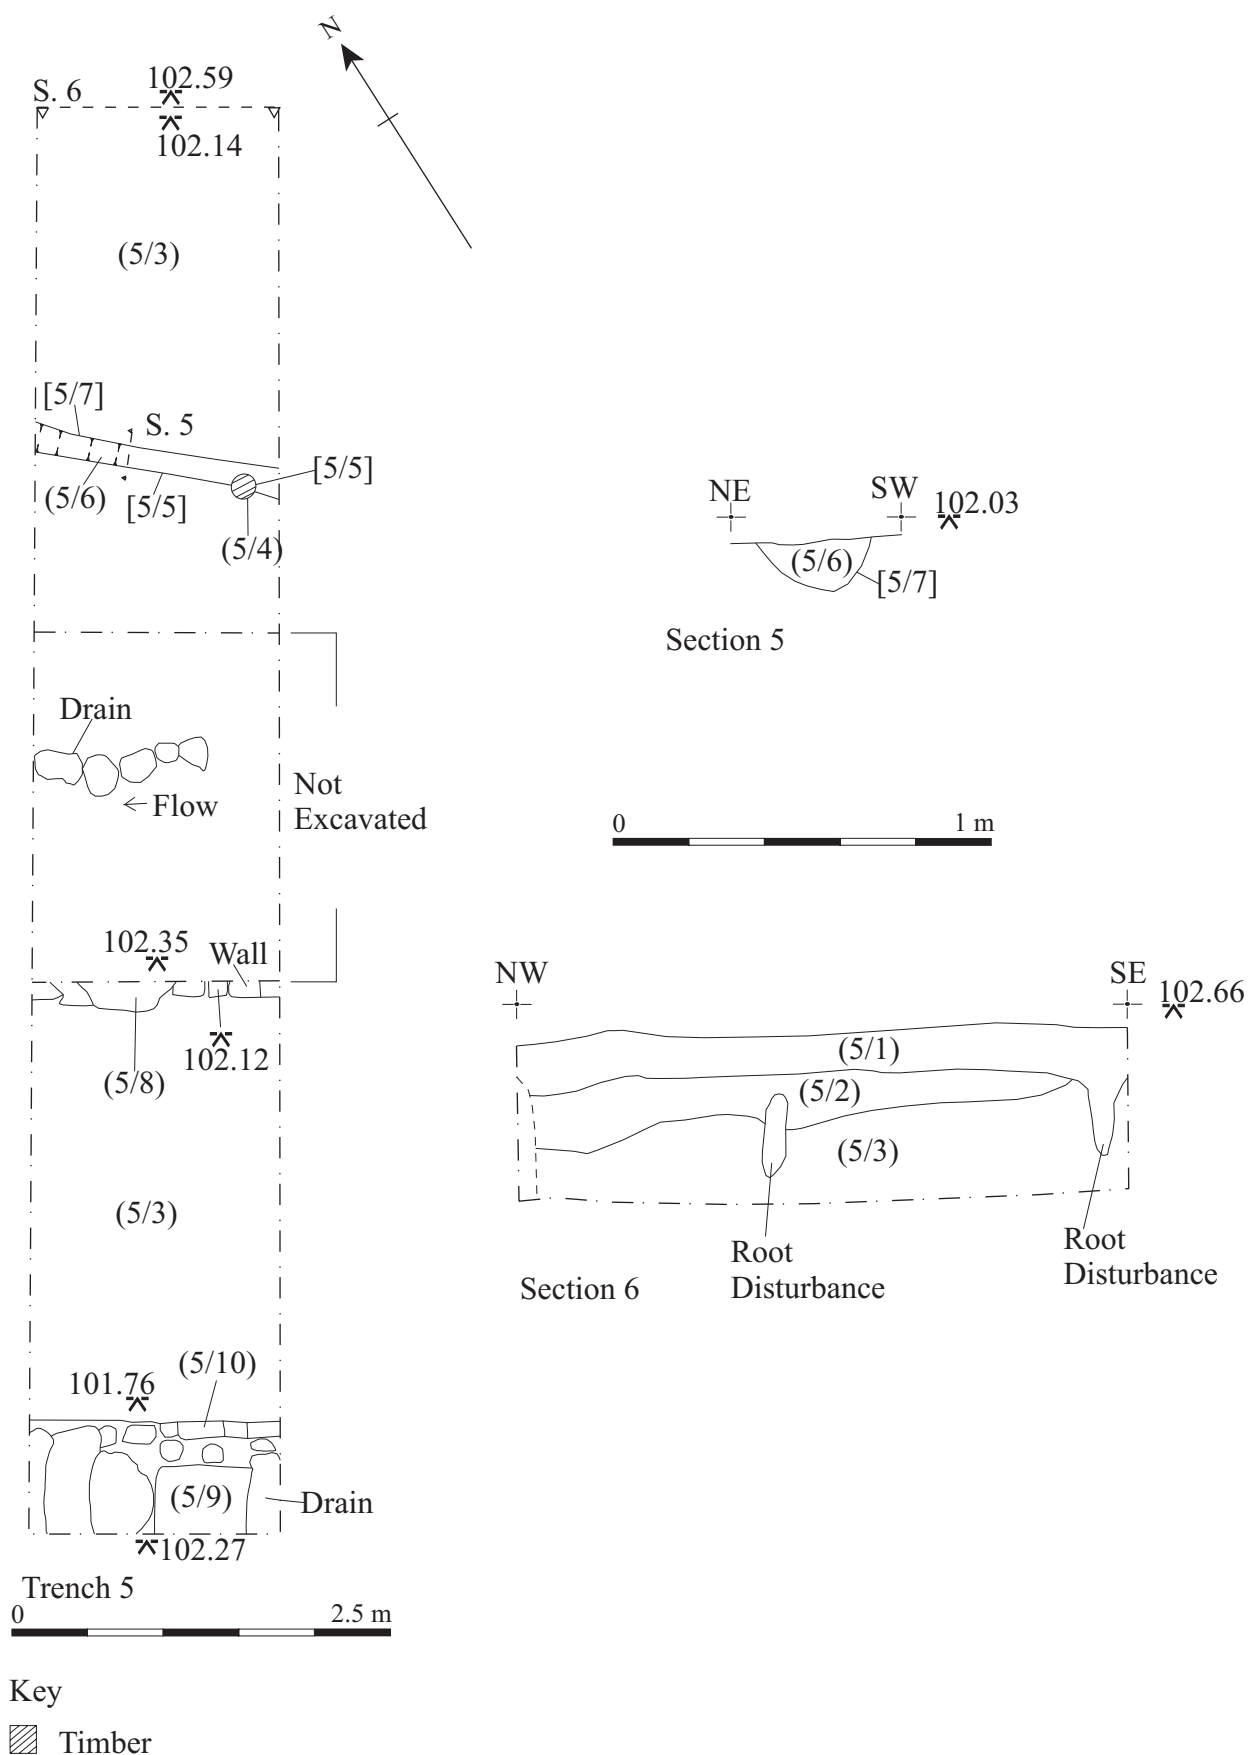 N
S. 6
102.59
102.14
(5/3)
[5/7]
S. 5
[5/5]
(5/6)
[5/5]
(5/4)
Drain
Flow
Not
Excavated
102.35
Wall
102.12
(5/8)
(5/3)
(5/10)
101.76
(5/9)
Drain
102.27
Trench 5
0
2.5 m
Key
Timber
NE
SW
102.03
(5/6)
[5/7]
Section 5
0
1 m
NW
SE
102.66
(5/1)
(5/2)
(5/3)
Root
Disturbance
Root
Disturbance
Section 6